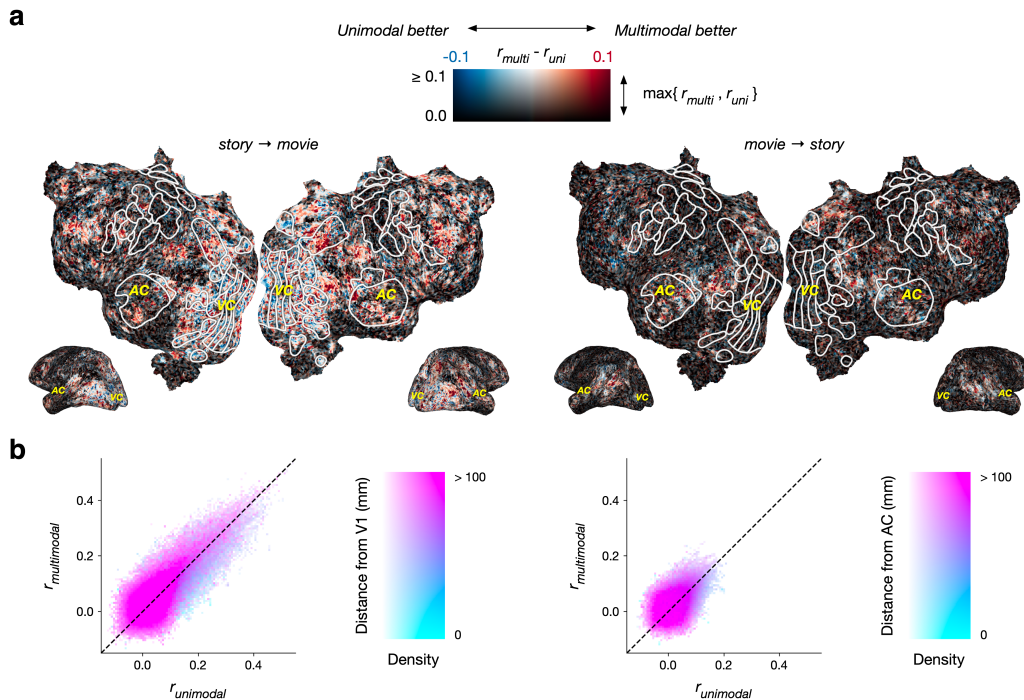 a
Unimodal better
Multimodal better
-0.1 r_multi - r_uni 0.1
≥ 0.1
0.0
max{ r_multi , r_uni }
story → movie
movie → story
AC
VC
VC
AC
AC
VC
VC
AC
AC
VC
VC
AC
AC
VC
VC
AC
b
r_multimodal
0.4
0.2
0.0
0.0
0.2
0.4
r_unimodal
Distance from V1 (mm)
> 100
0
Density
r_multimodal
0.4
0.2
0.0
0.0
0.2
0.4
r_unimodal
Distance from AC (mm)
> 100
0
Density